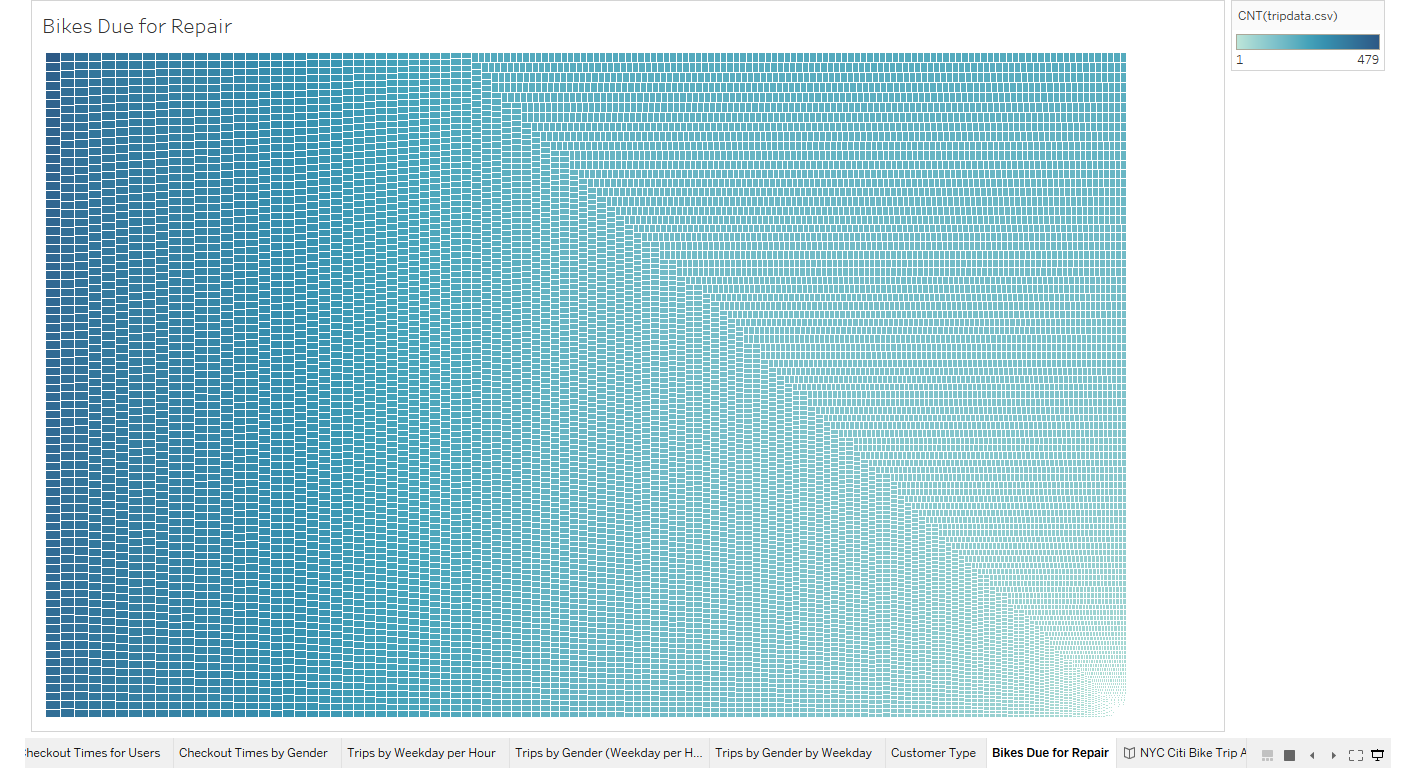 Bikes Due for Repair
CNT(tripdata.csv)
1 479
Checkout Times for Users Checkout Times by Gender Trips by Weekday per Hour Trips by Gender (Weekday per H... Trips by Gender by Weekday Customer Type Bikes Due for Repair NYC Citi Bike Trip A